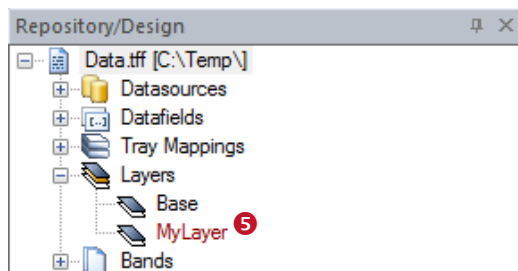 Repository/Design
Data.tff [C:\Temp\]
Datasources
Datafields
Tray Mappings
Layers
Base
MyLayer 5
Bands